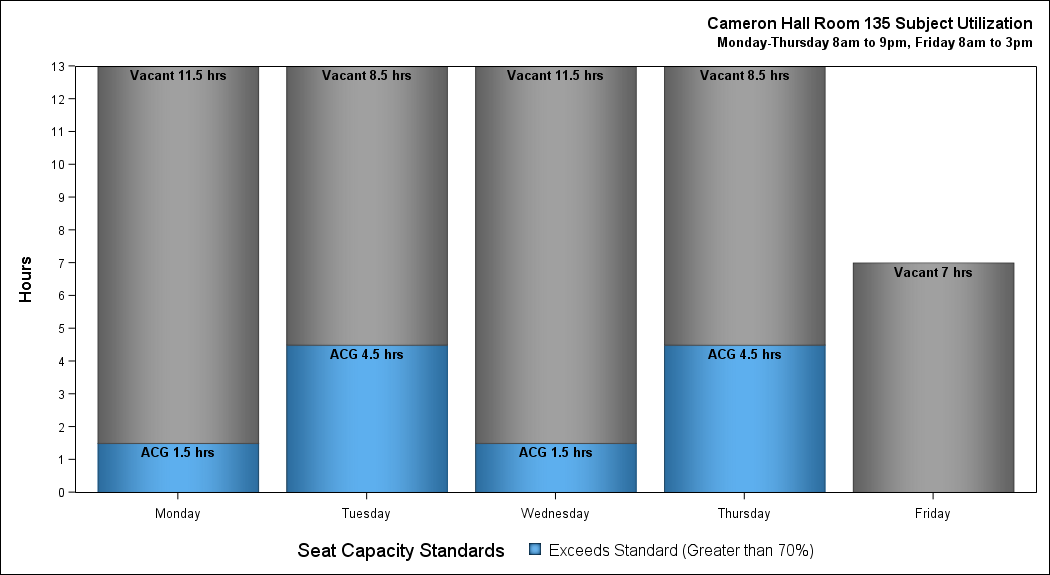 Cameron Hall Room 135 Subject Utilization
Monday-Thursday 8am to 9pm, Friday 8am to 3pm
Hours
13
12
11
10
9
8
7
6
5
4
3
2
1
0
Vacant 11.5 hrs
Vacant 8.5 hrs
Vacant 11.5 hrs
Vacant 8.5 hrs
Vacant 7 hrs
ACG 4.5 hrs
ACG 4.5 hrs
ACG 1.5 hrs
ACG 1.5 hrs
Monday
Tuesday
Wednesday
Thursday
Friday
Seat Capacity Standards
Exceeds Standard (Greater than 70%)